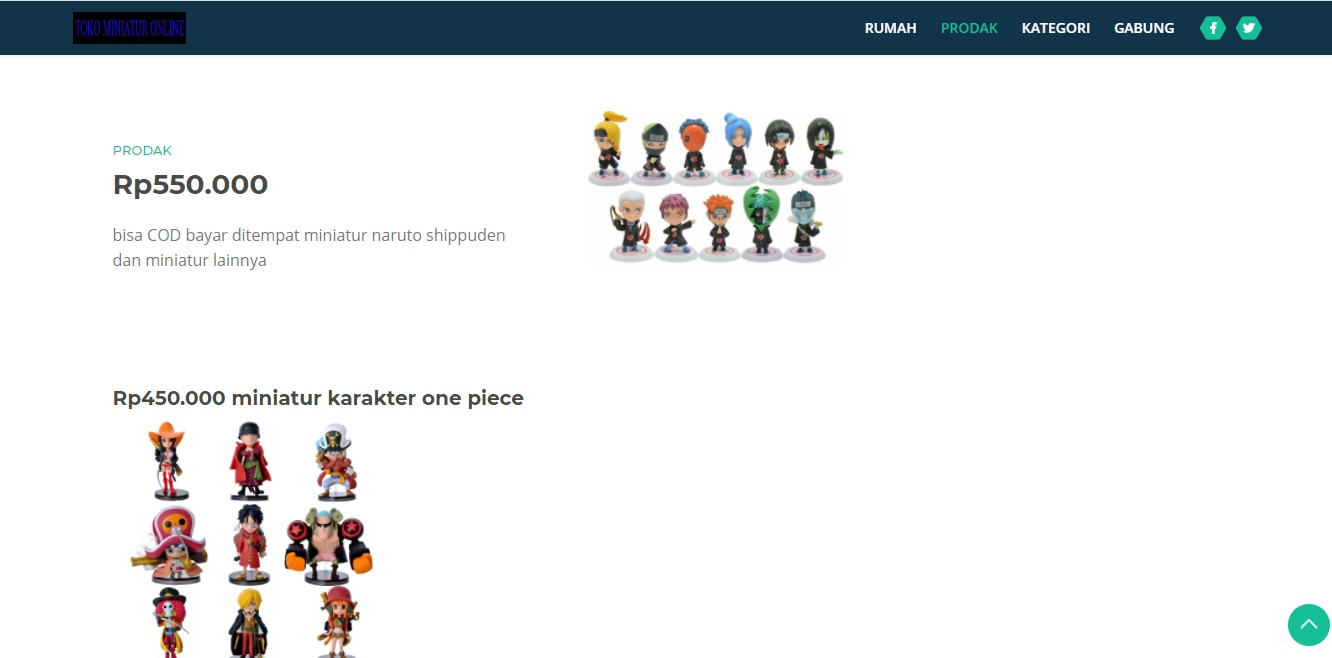 TOKO MINIATUR ONLINE
RUMAH PRODAK KATEGORI GABUNG
PRODAK
Rp550.000
bisa COD bayar ditempat miniatur naruto shippuden
dan miniatur lainnya
Rp450.000 miniatur karakter one piece